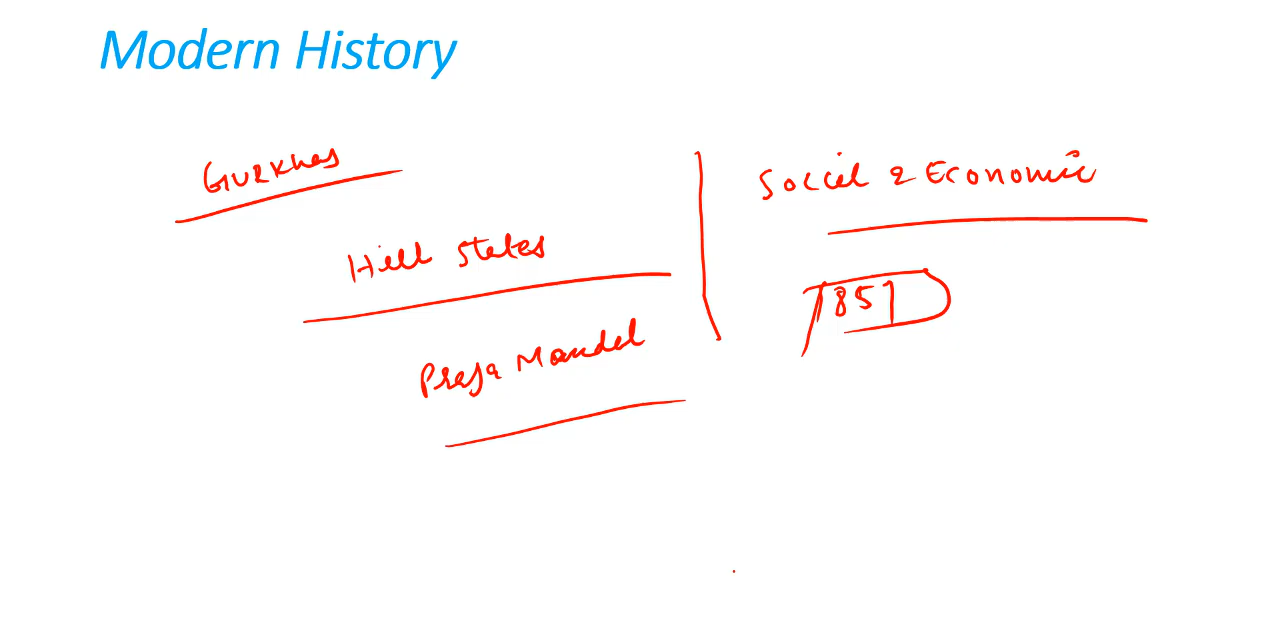 Modern History
Gurkhas
Hill States
Praja Mandal
Social & Economic
1857